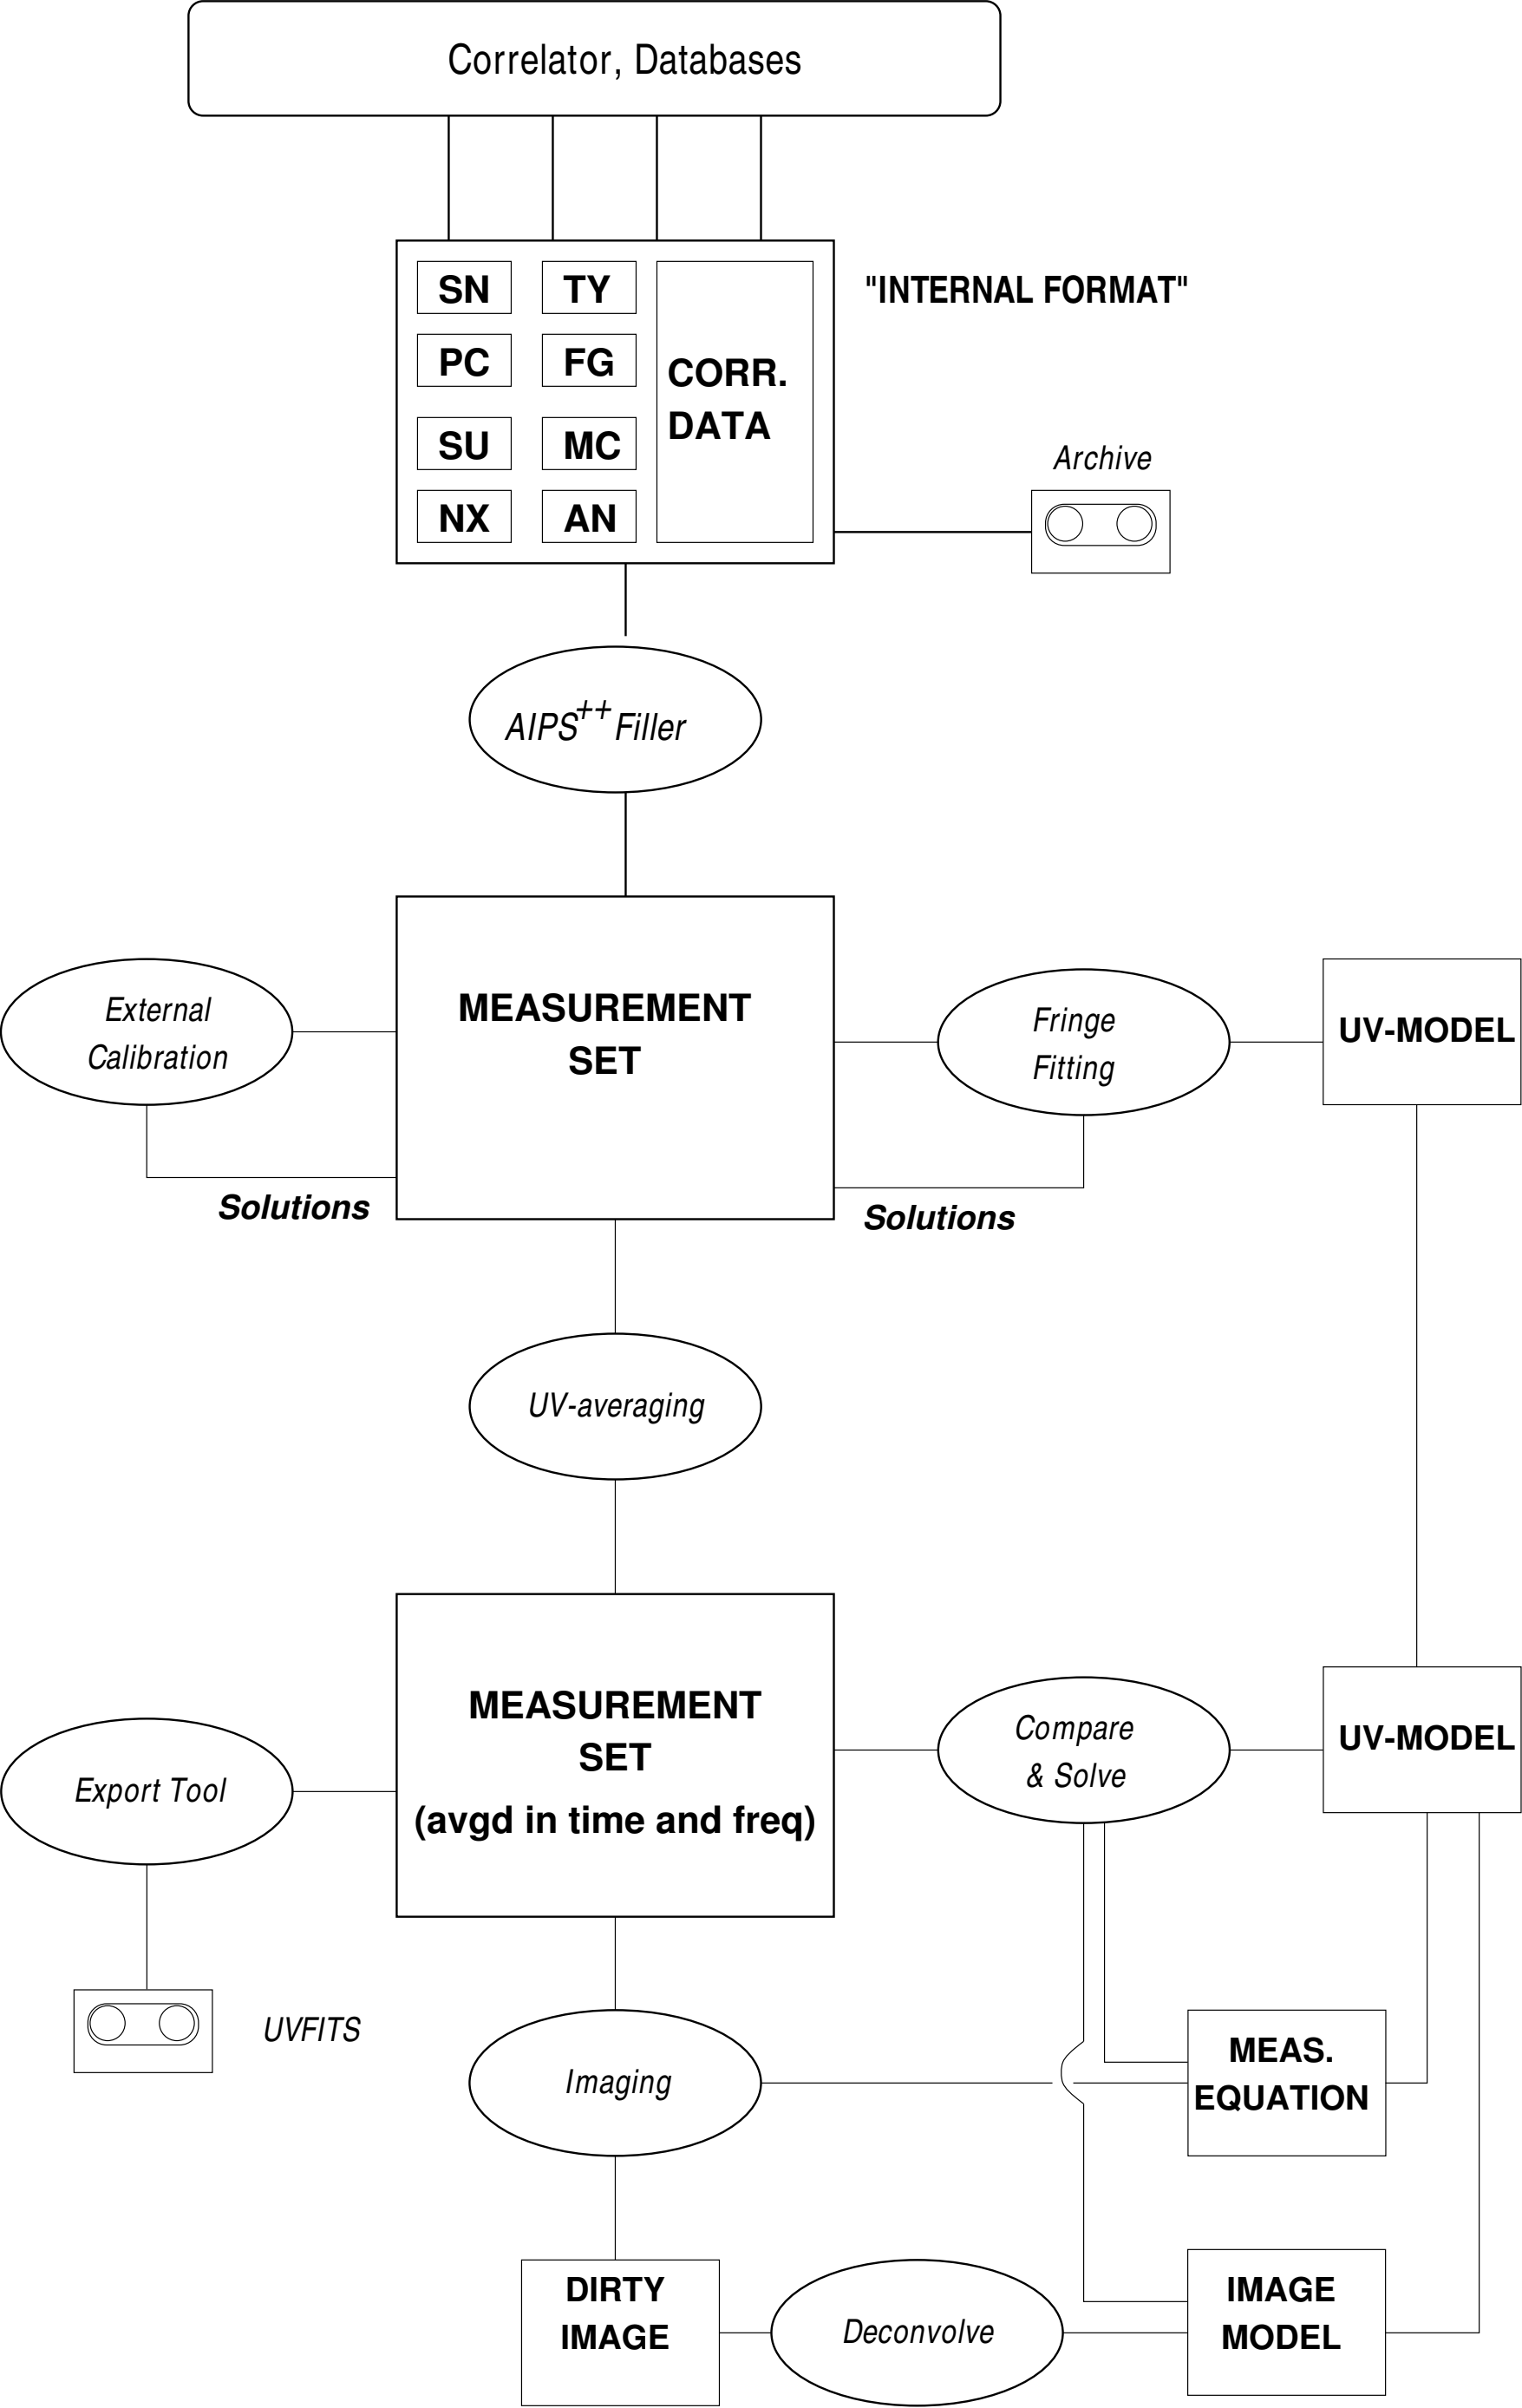 Correlator, Databases
SN TY
"INTERNAL FORMAT"
PC FG
CORR.
DATA
SU MC
NX AN
Archive
AIPS++ Filler
External
Calibration
MEASUREMENT
SET
Fringe
Fitting
UV-MODEL
Solutions
Solutions
UV-averaging
MEASUREMENT
SET
(avgd in time and freq)
Compare
& Solve
UV-MODEL
Export Tool
UVFITS
Imaging
MEAS.
EQUATION
DIRTY
IMAGE
Deconvolve
IMAGE
MODEL